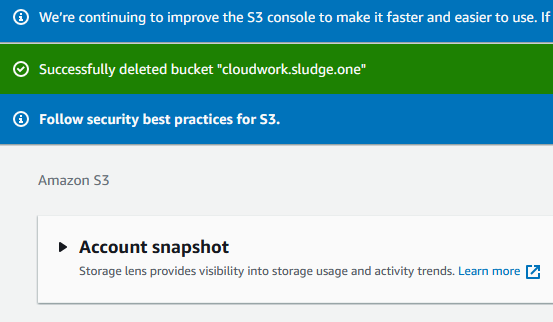 We're continuing to improve the S3 console to make it faster and easier to use. If
Successfully deleted bucket "cloudwork.sludge.one"
Follow security best practices for S3.
Amazon S3
Account snapshot
Storage lens provides visibility into storage usage and activity trends. Learn more